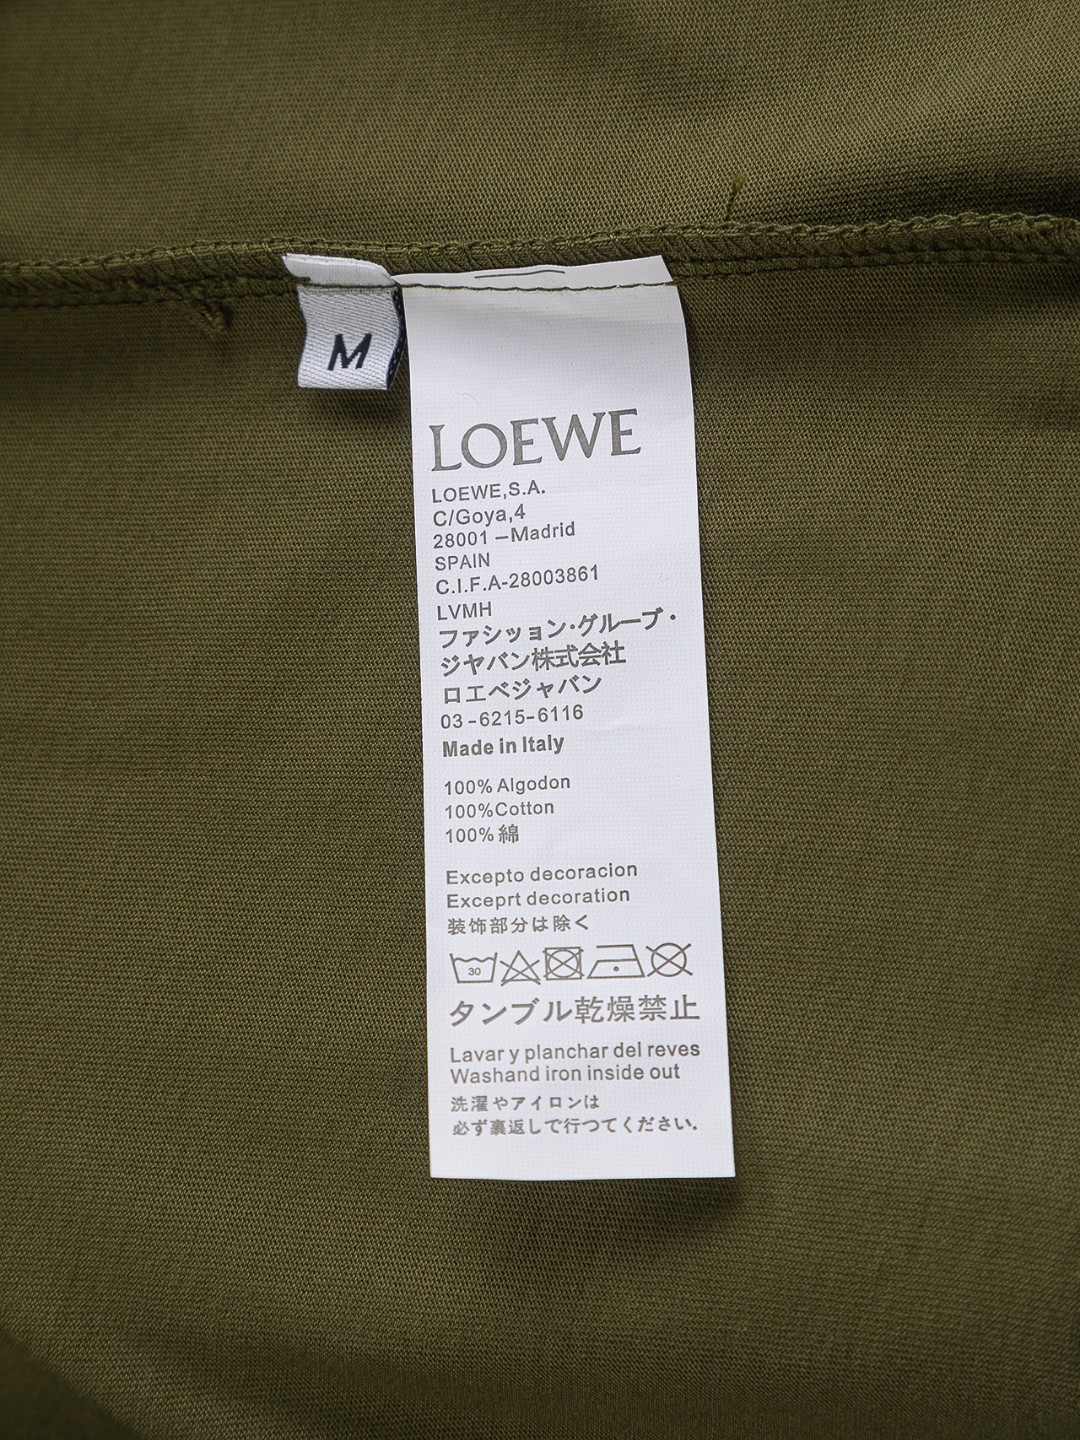 M
LOEWE
LOEWE,S.A.
C/Goya,4
28001 –Madrid
SPAIN
C.I.F.A-28003861
LVMH
ファション·グループ·
ジヤバン株式会社
ロエベジャバン
03-6215-6116
Made in Italy
100% Algodon
100%Cotton
100% 綿
Excepto decoracion
Exceprt decoration
装饰部分は除く
30
タンブル乾燥禁止
Lavar y planchar del reves
Washand iron inside out
洗濯やアイロンは
必ず裏返しで行つてください.